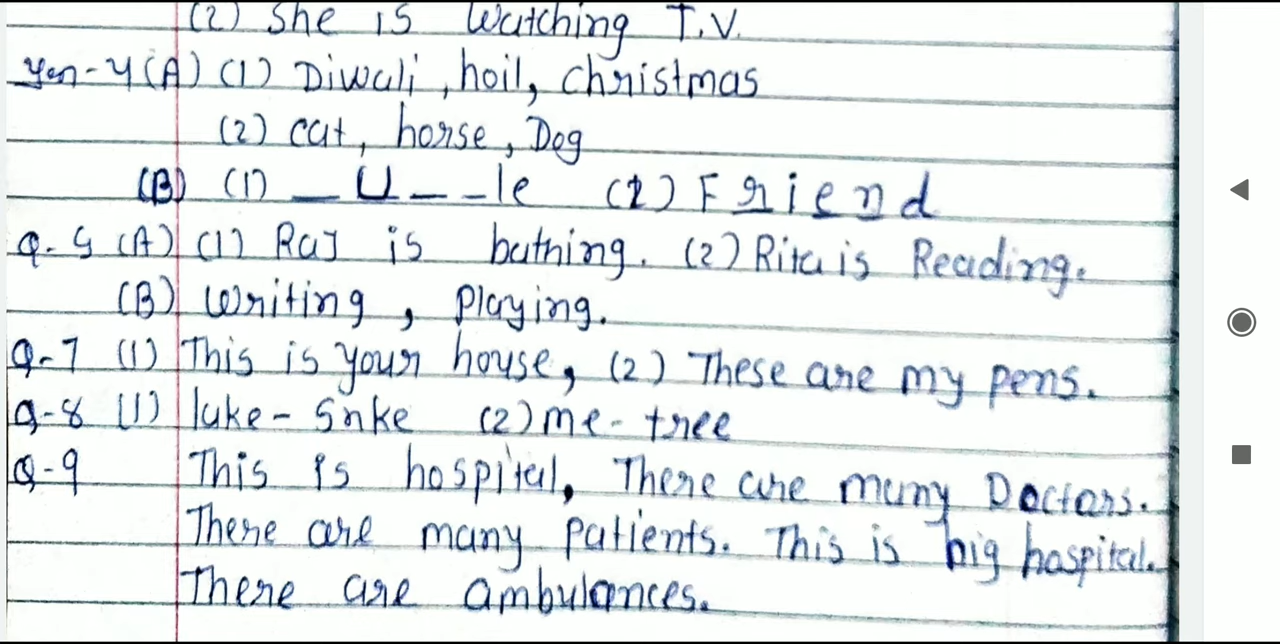 (2) She is Watching T.V.
4(A) (1) Diwali, hoil, christmas
(2) cat, horse, Dog
(B) (1) _ U _ _ le (2) Friend
Q-5 (A) (1) Raj is bathing. (2) Rita is Reading.
(B) writing, playing.
Q-7 (1) This is your house, (2) These are my pens.
Q-8 (1) lake - Snke (2) me - tree
Q-9 This is hospital, There are many Doctors.
There are many patients. This is big hospital.
There are ambulances.